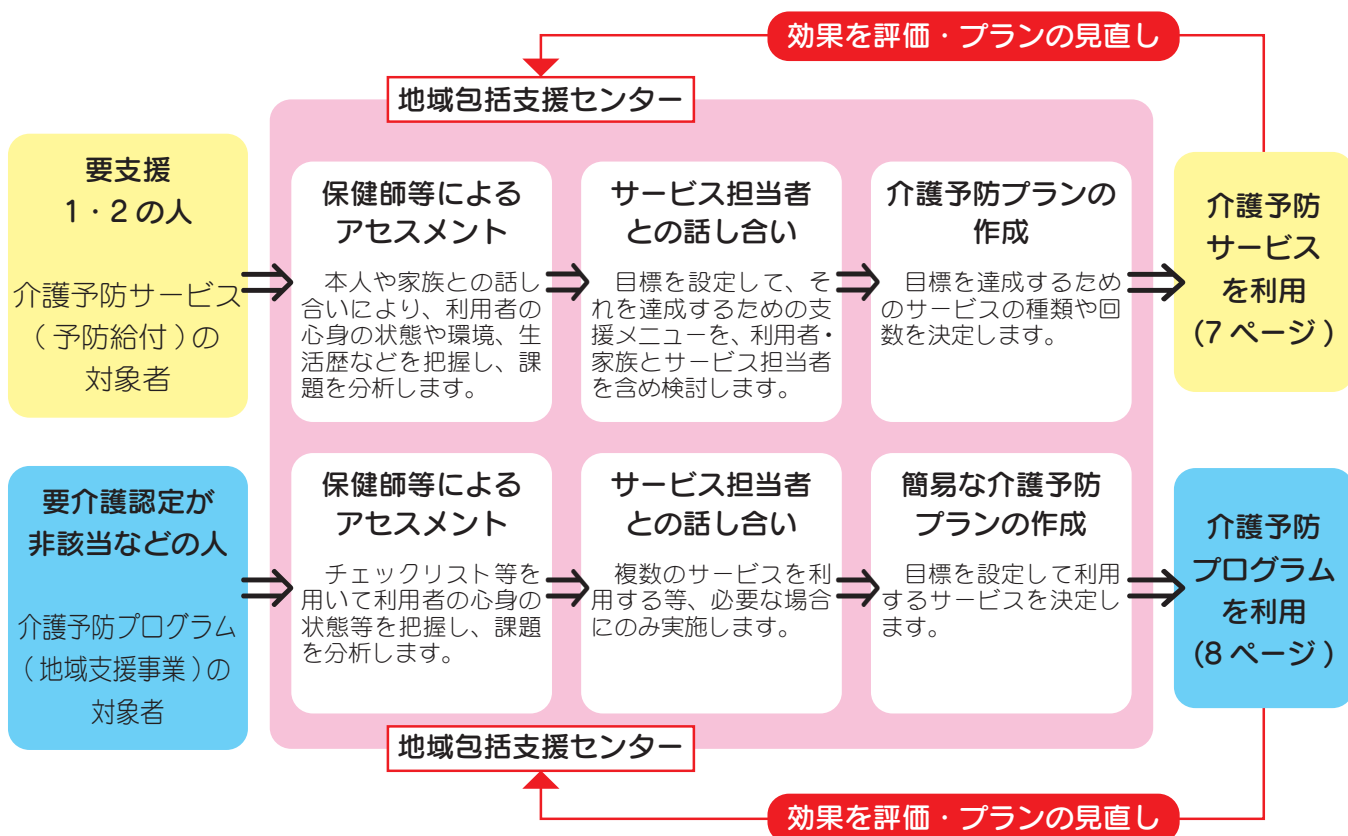 効果を評価・プランの見直し
地域包括支援センター
要支援
1・2の人
介護予防サービス
(予防給付)の
対象者
保健師等による
アセスメント
本人や家族との話し
合いにより、利用者の
心身の状態や環境、生
活歴などを把握し、課
題を分析します。
サービス担当者
との話し合い
目標を設定して、そ
れを達成するための支
援メニューを、利用者・
家族とサービス担当者
を含め検討します。
介護予防プランの
作成
目標を達成するため
のサービスの種類や回
数を決定します。
介護予防
サービス
を利用
(7ページ)
要介護認定が
非該当などの人
介護予防プログラム
(地域支援事業)の
対象者
保健師等による
アセスメント
チェックリスト等を
用いて利用者の心身の
状態等を把握し、課題
を分析します。
サービス担当者
との話し合い
複数のサービスを利
用する等、必要な場合
にのみ実施します。
簡易な介護予防
プランの作成
目標を設定して利用
するサービスを決定し
ます。
介護予防
プログラム
を利用
(8ページ)
地域包括支援センター
効果を評価・プランの見直し